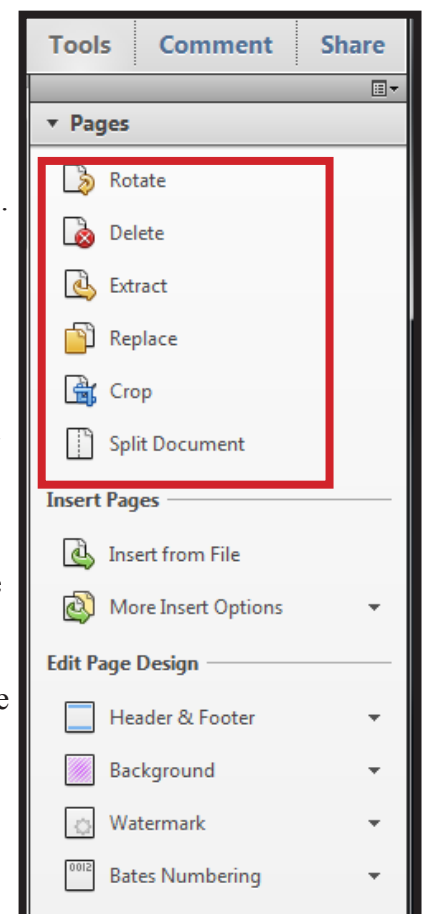 Tools Comment Share
Pages
Rotate
.
Delete
Extract
Replace
Crop
Split Document
Insert Pages
Insert from File
e
More Insert Options
Edit Page Design
e
Header & Footer
Background
Watermark
0012
Bates Numbering